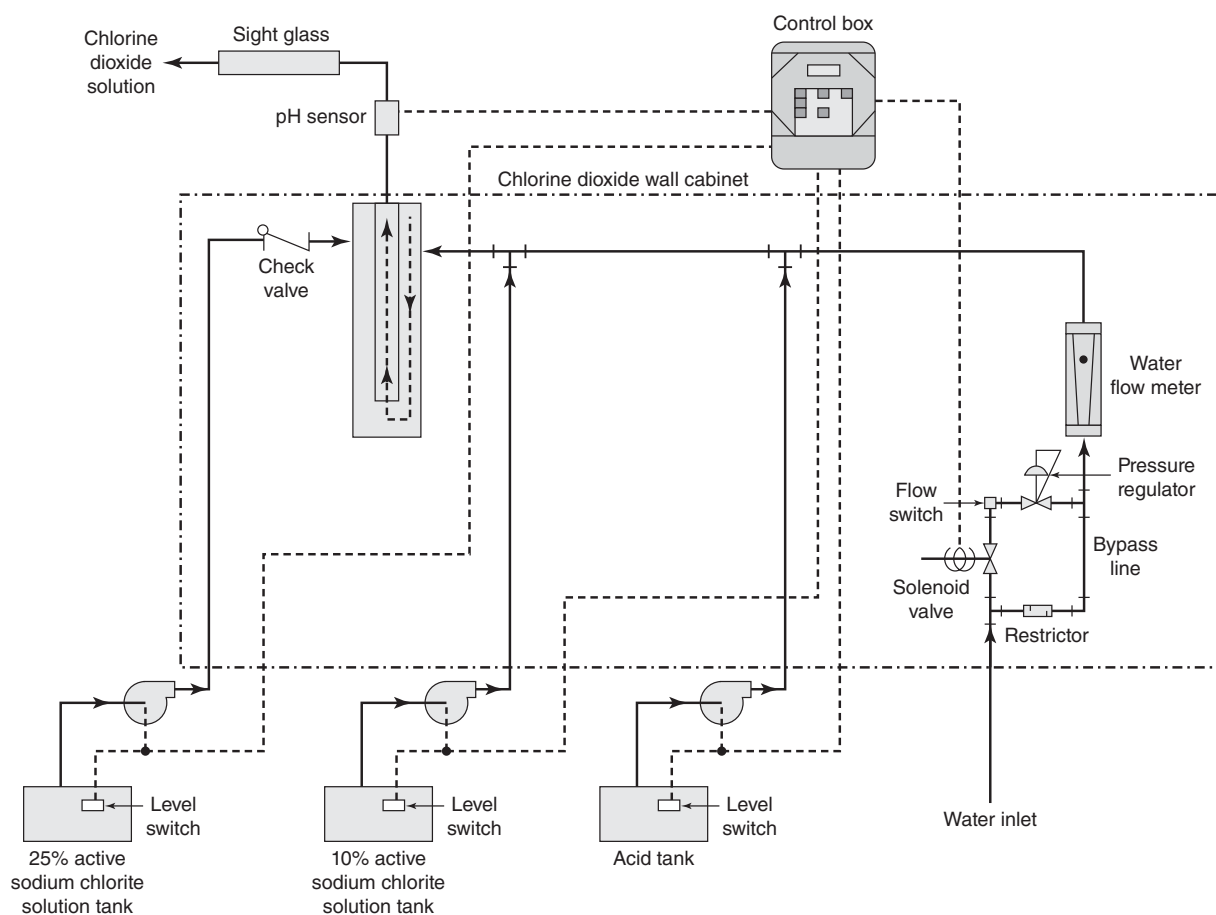 Control box
Sight glass
Chlorine
dioxide
solution
pH sensor
Chlorine dioxide wall cabinet
Check
valve
Water
flow meter
Pressure
regulator
Flow
switch
Bypass
line
Solenoid
valve
Restrictor
Level
switch
Level
switch
Level
switch
Water inlet
25% active
sodium chlorite
solution tank
10% active
sodium chlorite
solution tank
Acid tank